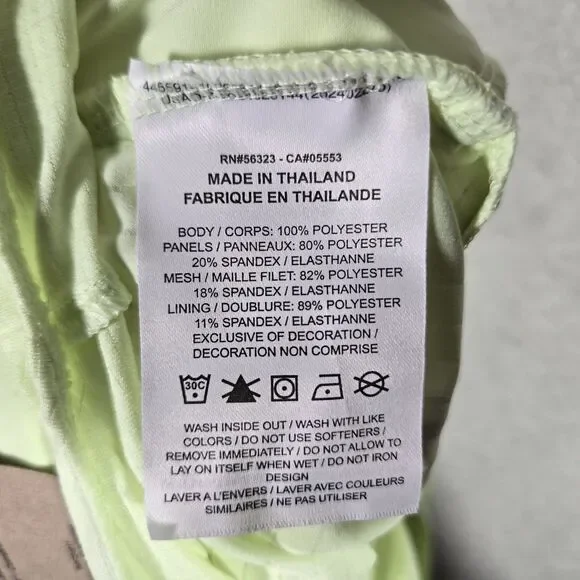 RN#56323 - CA#05553
MADE IN THAILAND
FABRIQUE EN THAILANDE
BODY / CORPS: 100% POLYESTER
PANELS / PANNEAUX: 80% POLYESTER
20% SPANDEX / ELASTHANNE
MESH / MAILLE FILET: 82% POLYESTER
18% SPANDEX / ELASTHANNE
LINING / DOUBLURE: 89% POLYESTER
11% SPANDEX / ELASTHANNE
EXCLUSIVE OF DECORATION /
DECORATION NON COMPRISE
30C
WASH INSIDE OUT / WASH WITH LIKE
COLORS / DO NOT USE SOFTENERS /
REMOVE IMMEDIATELY / DO NOT ALLOW TO
LAY ON ITSELF WHEN WET / DO NOT IRON
DESIGN
LAVER A L'ENVERS / LAVER AVEC COULEURS
SIMILAIRES / NE PAS UTILISER